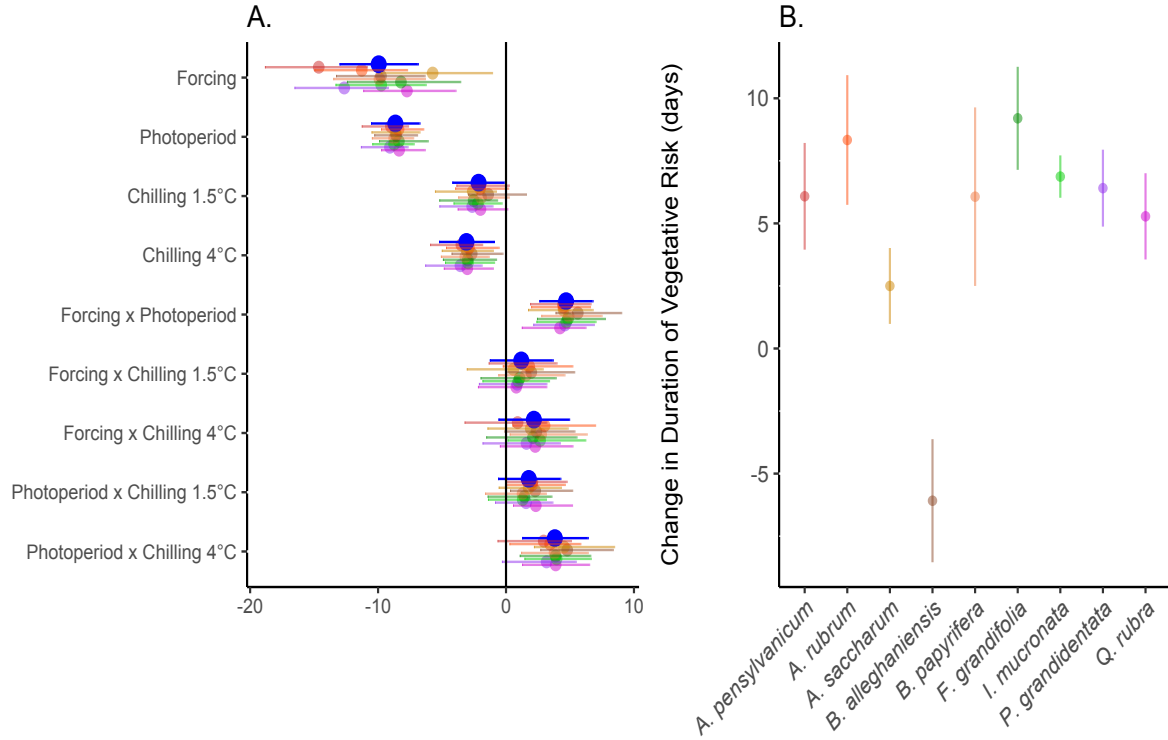 A.
Forcing
Photoperiod
Chilling 1.5°C
Chilling 4°C
Forcing x Photoperiod
Forcing x Chilling 1.5°C
Forcing x Chilling 4°C
Photoperiod x Chilling 1.5°C
Photoperiod x Chilling 4°C
-20 -10 0 10
B.
Change in Duration of Vegetative Risk (days)
10
5
0
-5
A. pensylvanicum
A. rubrum
A. saccharum
B. alleghaniensis
B. papyrifera
F. grandifolia
I. mucronata
P. grandidentata
Q. rubra